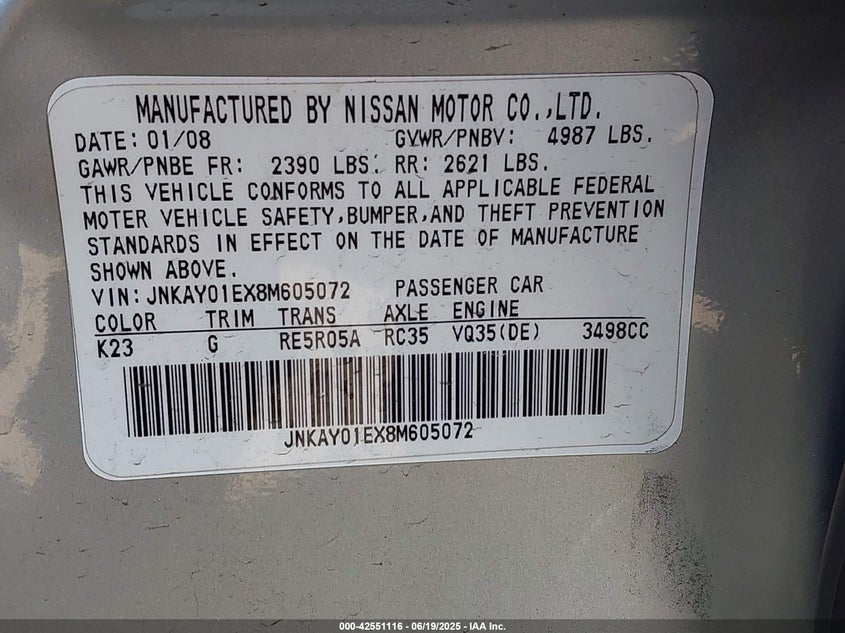 MANUFACTURED BY NISSAN MOTOR CO.,LTD.
DATE: 01/08 GVWR/PNBV: 4987 LBS.
GAWR/PNBE FR: 2390 LBS. RR: 2621 LBS.
THIS VEHICLE CONFORMS TO ALL APPLICABLE FEDERAL
MOTER VEHICLE SAFETY,BUMPER,AND THEFT PREVENTION
STANDARDS IN EFFECT ON THE DATE OF MANUFACTURE
SHOWN ABOVE.
VIN: JNKAY01EX8M605072 PASSENGER CAR
COLOR TRIM TRANS AXLE ENGINE
K23 G RE5R05A RC35 VQ35(DE) 3498CC
JNKAY01EX8M605072
000-42551116 - 06/19/2025 - IAA Inc.